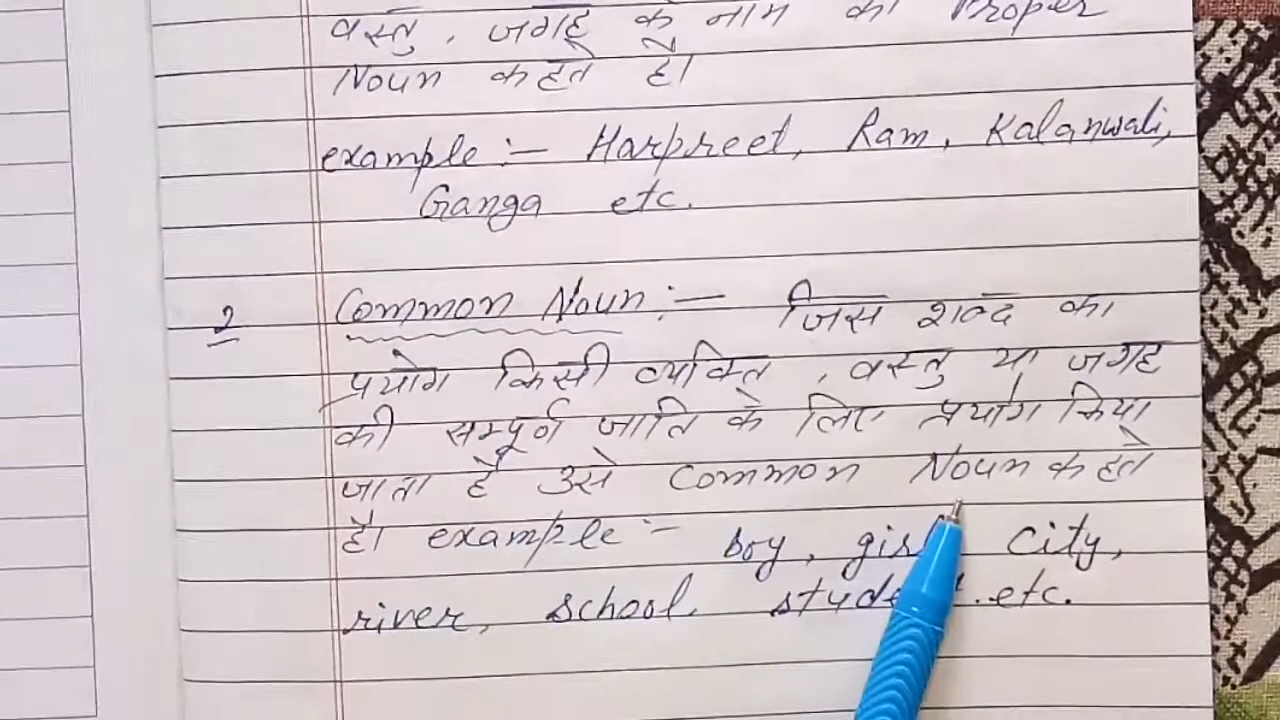 वस्तु, जगह के नाम को Proper
Noun कहते है।
example :- Harpreet, Ram, Kalanwali,
Ganga etc.
2 Common Noun :- जिस शब्द का
प्रयोग किसी व्यक्ति, वस्तु या जगह
की सम्पूर्ण जाति के लिए प्रयोग किया
जाता है उसे Common Noun कहते
है। example :- boy, girl city,
river, school, student etc.